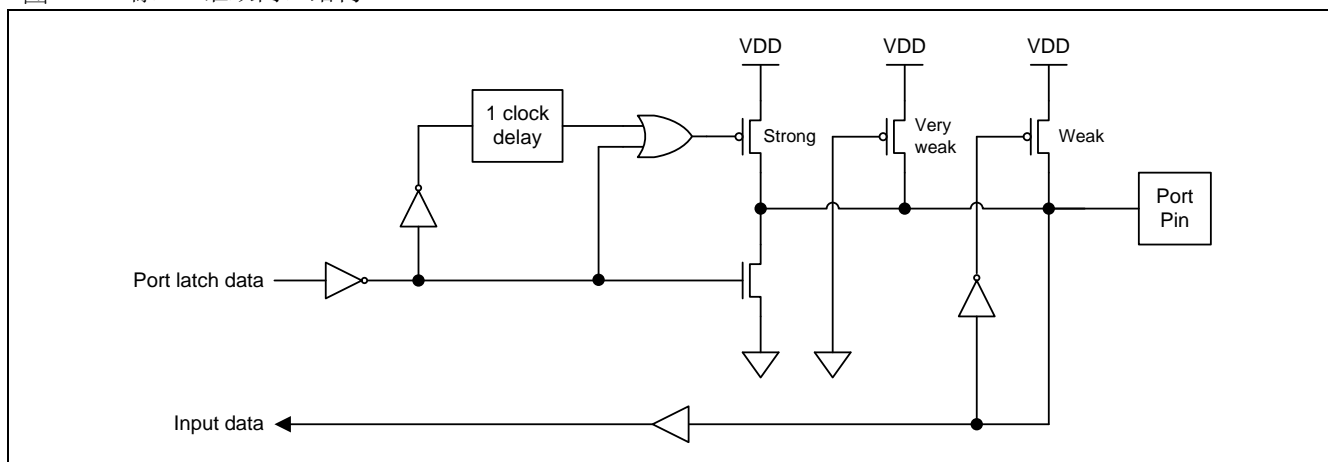 VDD
VDD
VDD
1 clock
delay
Strong
Very
weak
Weak
Port
Pin
Port latch data
Input data